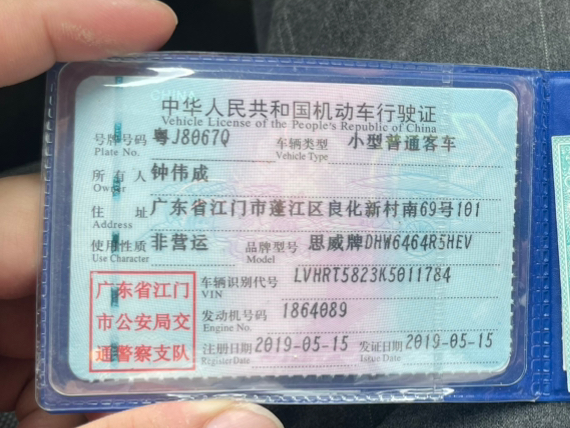 CHINA
中华人民共和国机动车行驶证
Vehicle License of the People's Republic of China
号牌号码 粤J8067Q 车辆类型 小型普通客车
Plate No. Vehicle Type
所有人 钟伟成
Owner
住址 广东省江门市蓬江区良化新村南69号101
Address
使用性质 非营运 品牌型号 思威牌DHW6464R5HEV
Use Character Model
广东省江门
市公安局交
通警察支队
车辆识别代号 LVHRT5823K5011784
VIN
发动机号码 1864089
Engine No.
注册日期 2019-05-15 发证日期 2019-05-15
Register Date Issue Date